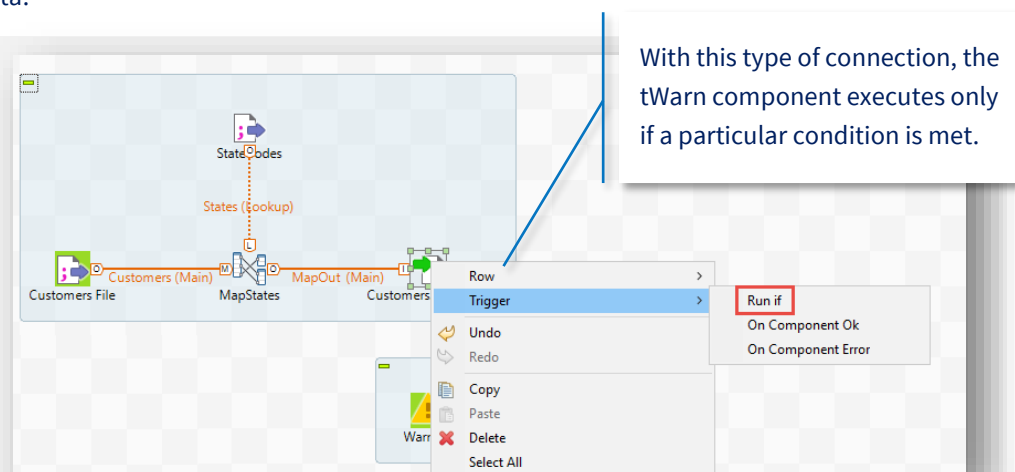 ta.
With this type of connection, the
tWarn component executes only
if a particular condition is met.
StateCodes
States (Lookup)
Customers (Main)
MapOut (Main)
Customers File
MapStates
Customers
Row
Trigger
Run if
On Component Ok
On Component Error
Undo
Redo
Copy
Paste
Delete
Select All
Warn